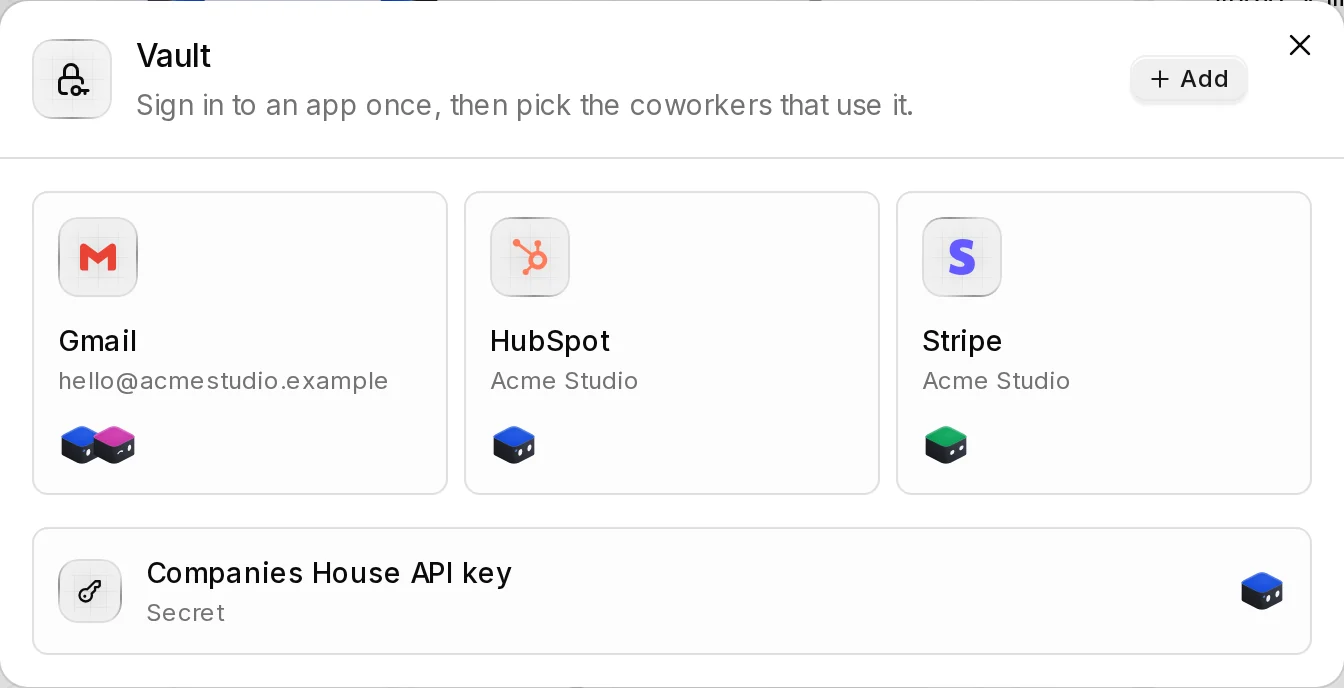 Vault
Sign in to an app once, then pick the coworkers that use it.
+ Add
Gmail
hello@acmestudio.example
HubSpot
Acme Studio
Stripe
Acme Studio
Companies House API key
Secret